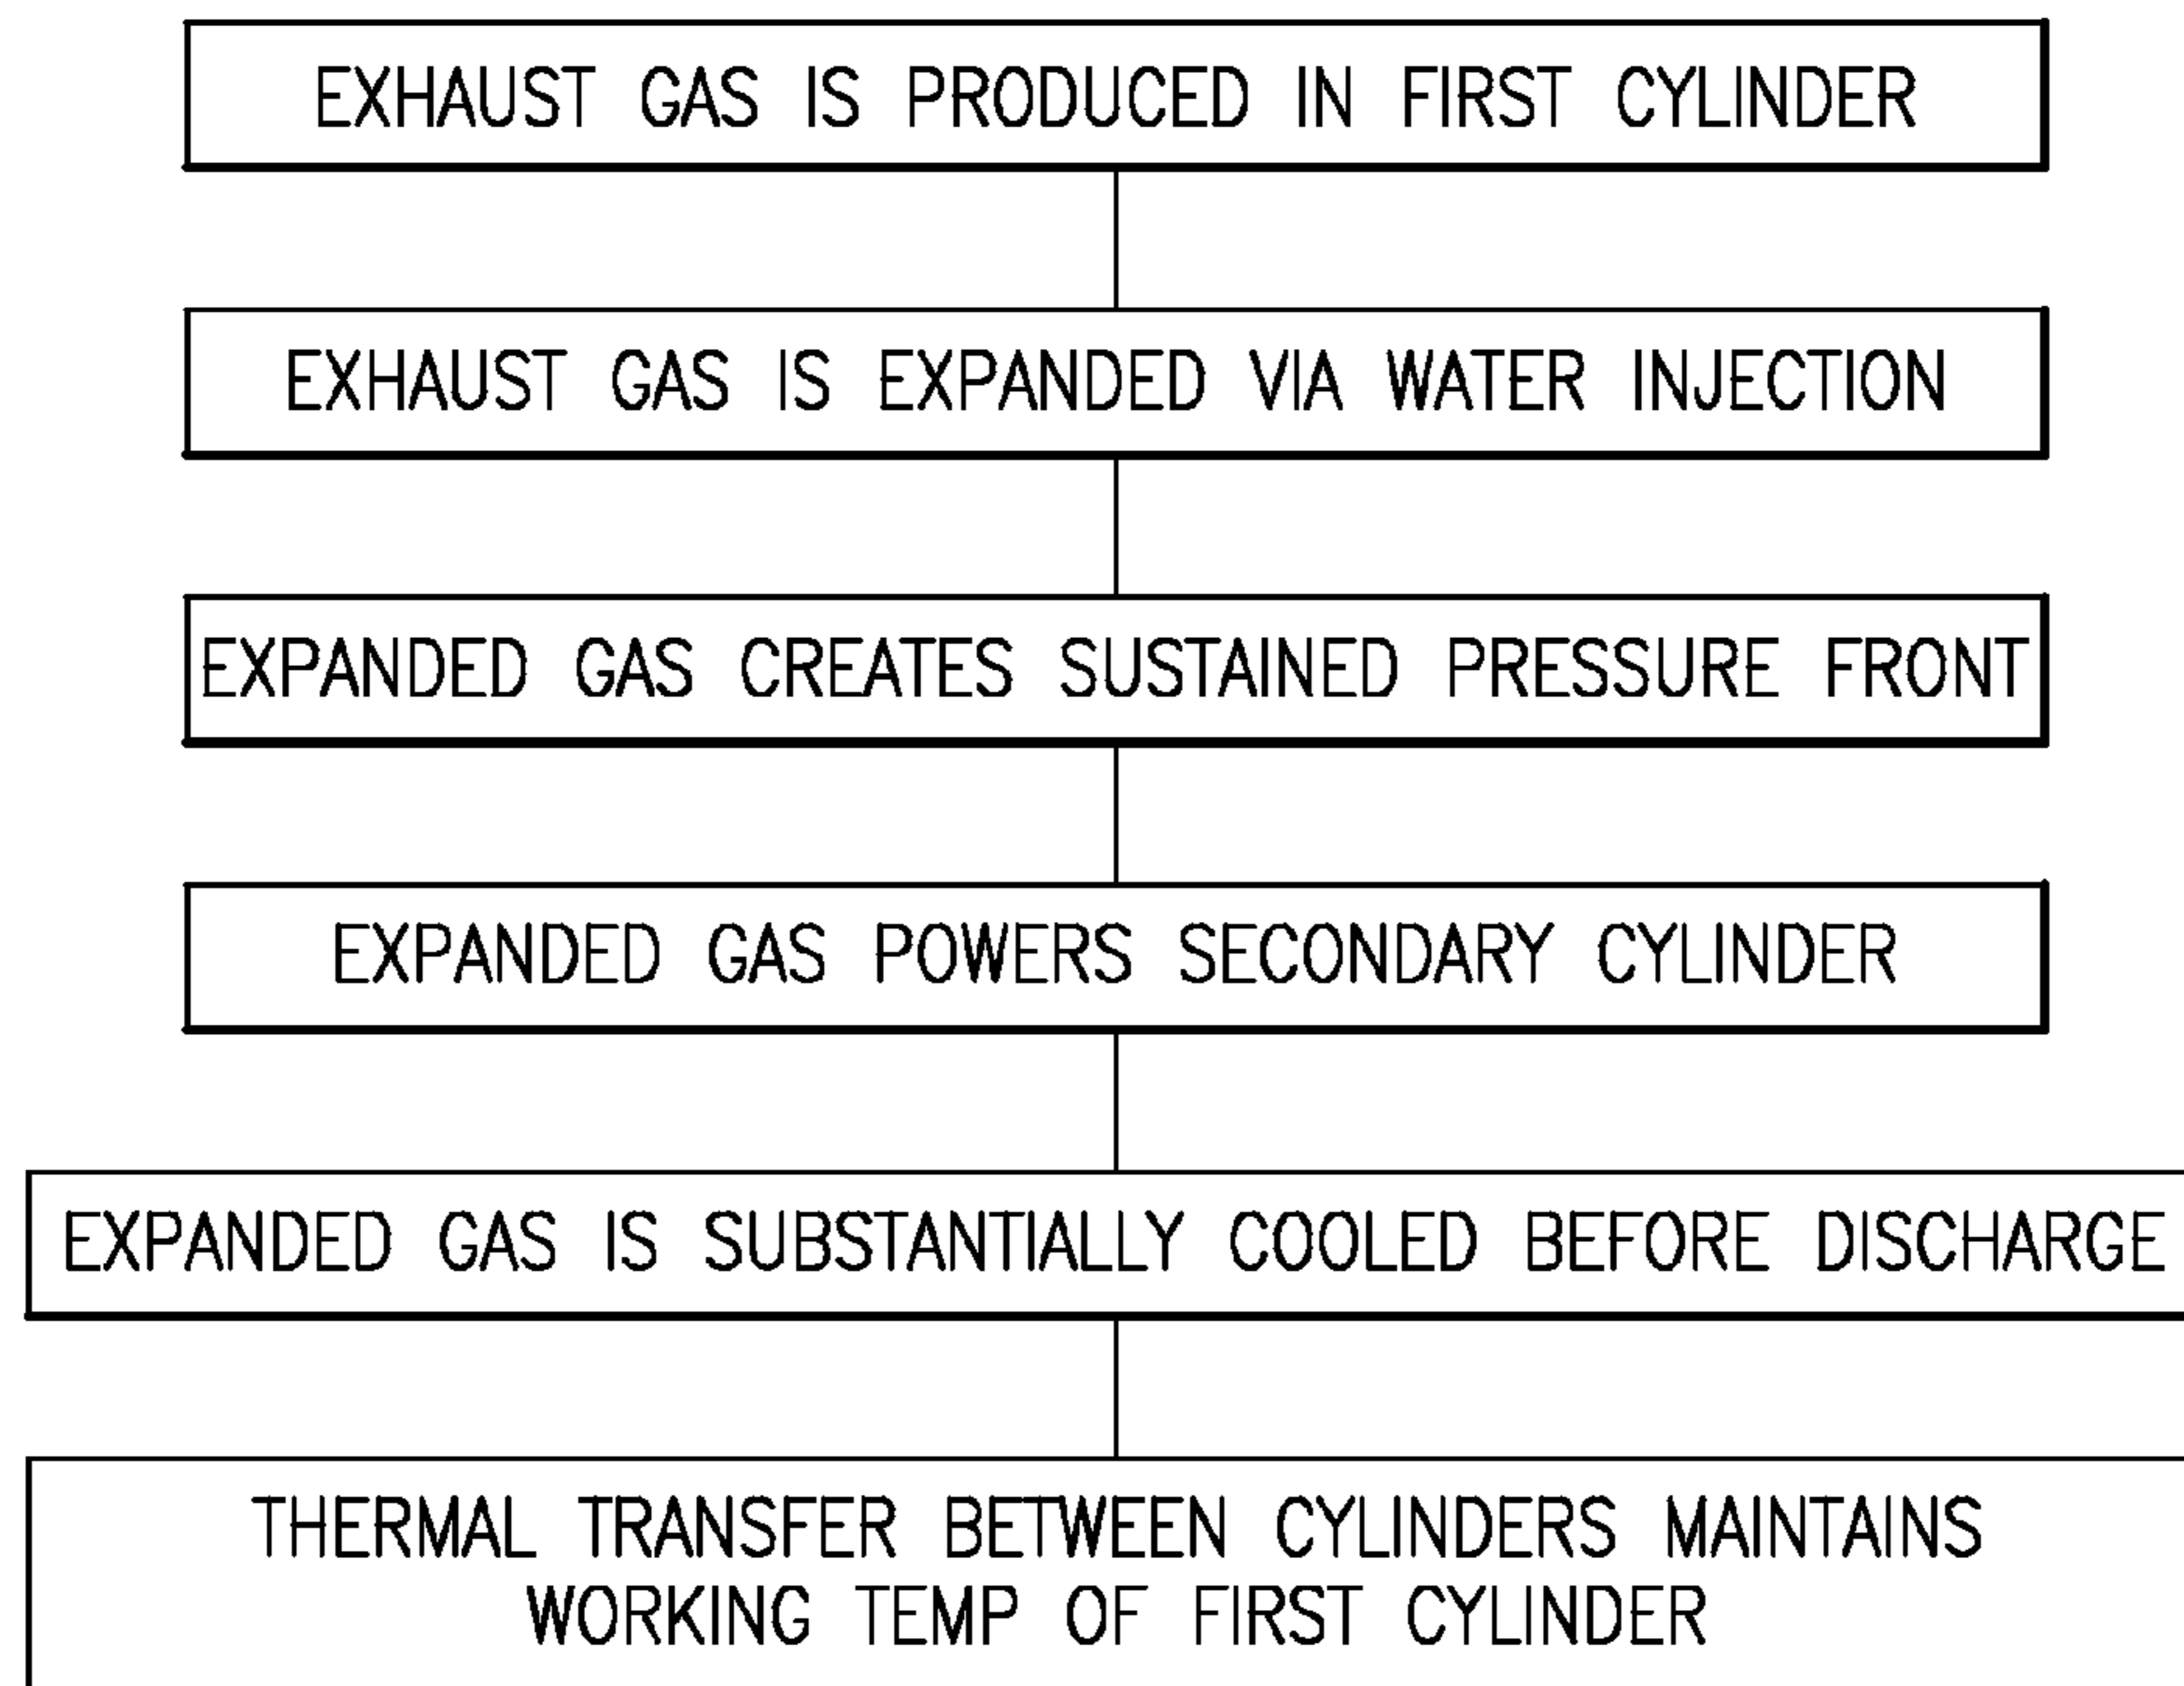 EXHAUST GAS IS PRODUCED IN FIRST CYLINDER
EXHAUST GAS IS EXPANDED VIA WATER INJECTION
EXPANDED GAS CREATES SUSTAINED PRESSURE FRONT
EXPANDED GAS POWERS SECONDARY CYLINDER
EXPANDED GAS IS SUBSTANTIALLY COOLED BEFORE DISCHARGE
THERMAL TRANSFER BETWEEN CYLINDERS MAINTAINS
WORKING TEMP OF FIRST CYLINDER